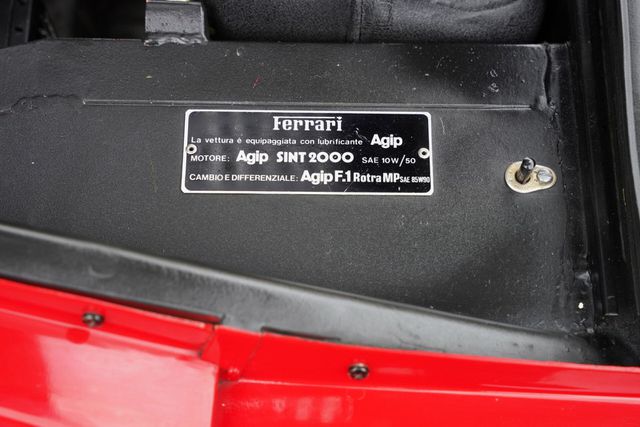 Ferrari
La vettura è equipaggiata con lubrificante Agip
MOTORE: Agip SINT 2000 SAE 10W/50
CAMBIO E DIFFERENZIALE: Agip F.1 Rotra MP SAE 85W90